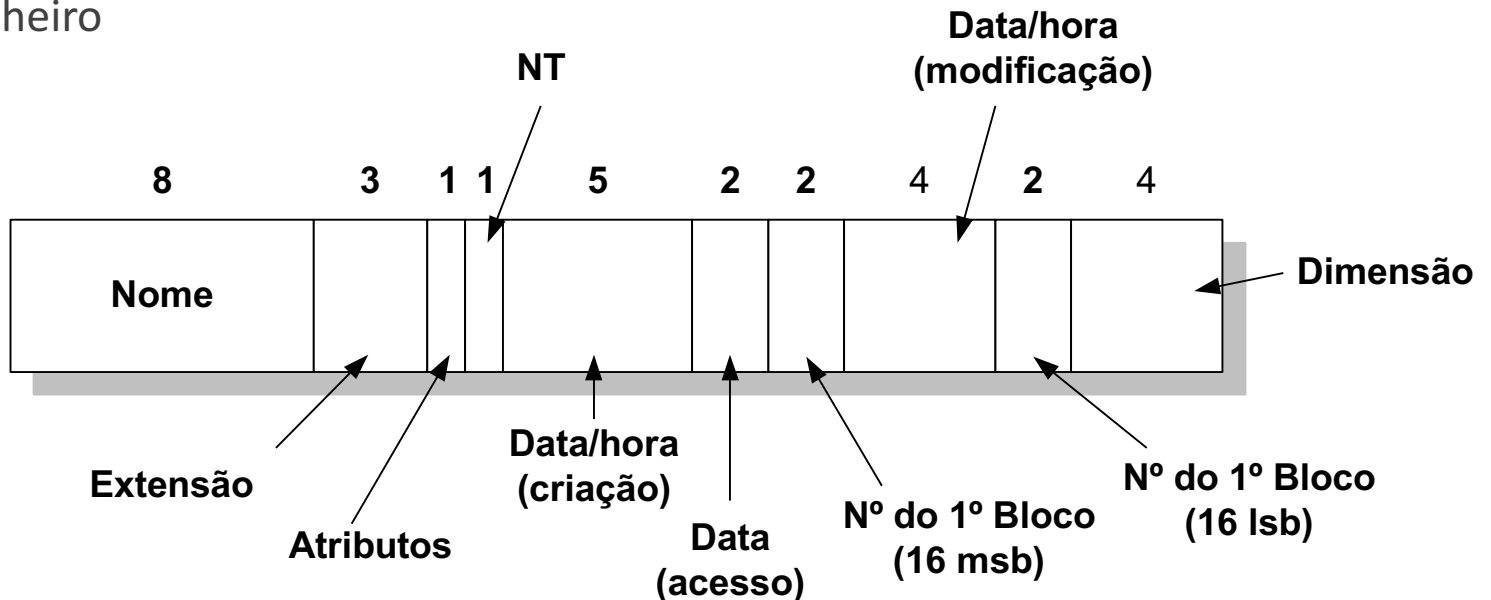 heiro
Data/hora
(modificação)
NT
8 3 1 1 5 2 2 4 2 4
Nome
Dimensão
Extensão
Atributos
Data/hora
(criação)
Data
(acesso)
Nº do 1º Bloco
(16 msb)
Nº do 1º Bloco
(16 lsb)